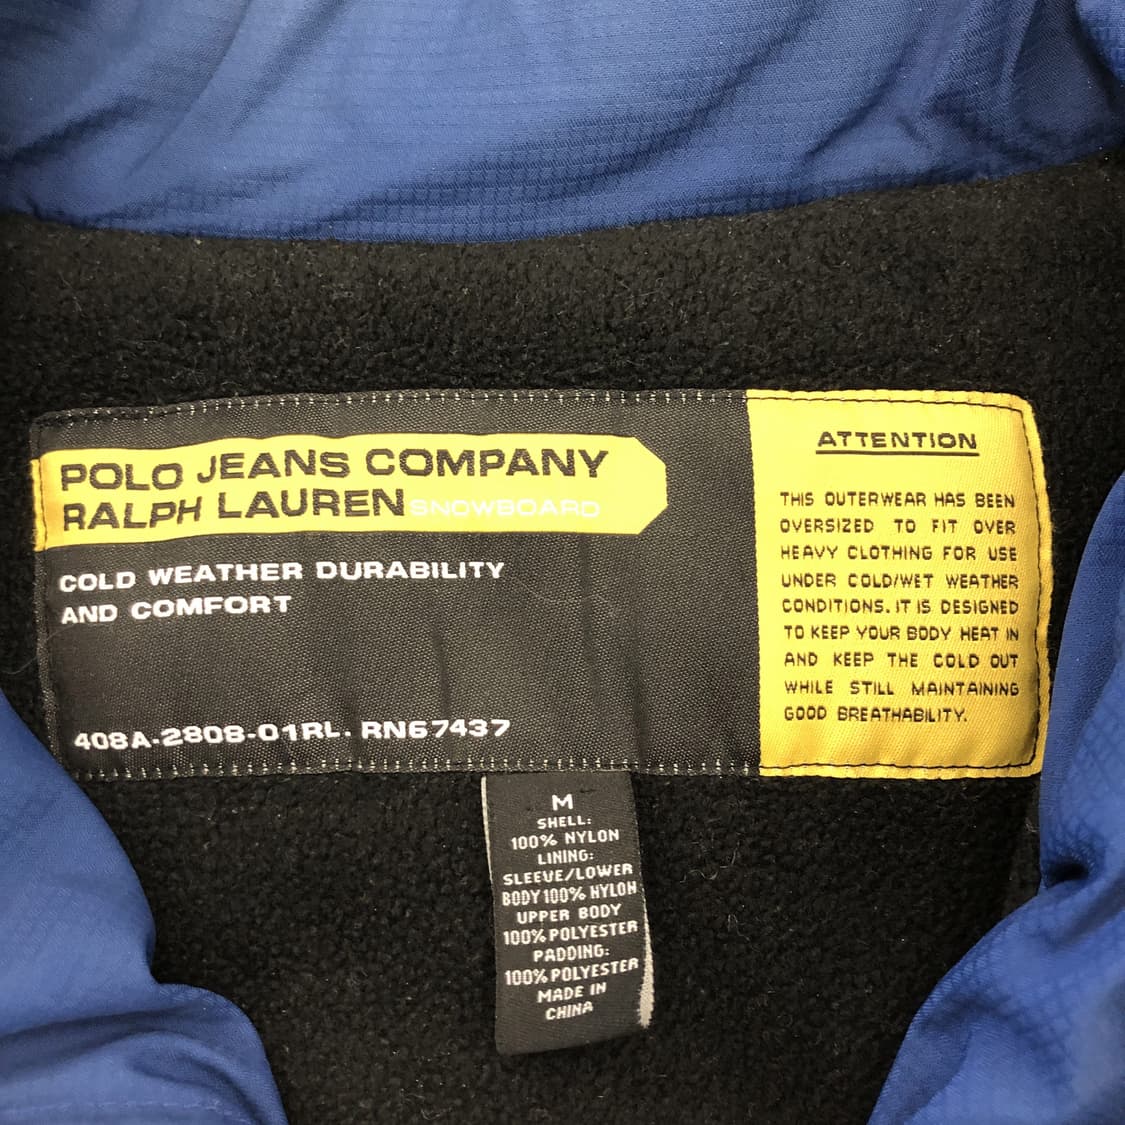 POLO JEANS COMPANY
RALPH LAUREN SNOWBOARD
COLD WEATHER DURABILITY
AND COMFORT
408A-2808-01RL. RN67437
ATTENTION
THIS OUTERWEAR HAS BEEN
OVERSIZED TO FIT OVER
HEAVY CLOTHING FOR USE
UNDER COLD/WET WEATHER
CONDITIONS. IT IS DESIGNED
TO KEEP YOUR BODY HEAT IN
AND KEEP THE COLD OUT
WHILE STILL MAINTAINING
GOOD BREATHABILITY.
M
SHELL:
100% NYLON
LINING:
SLEEVE/LOWER
BODY 100% NYLON
UPPER BODY
100% POLYESTER
PADDING:
100% POLYESTER
MADE IN
CHINA